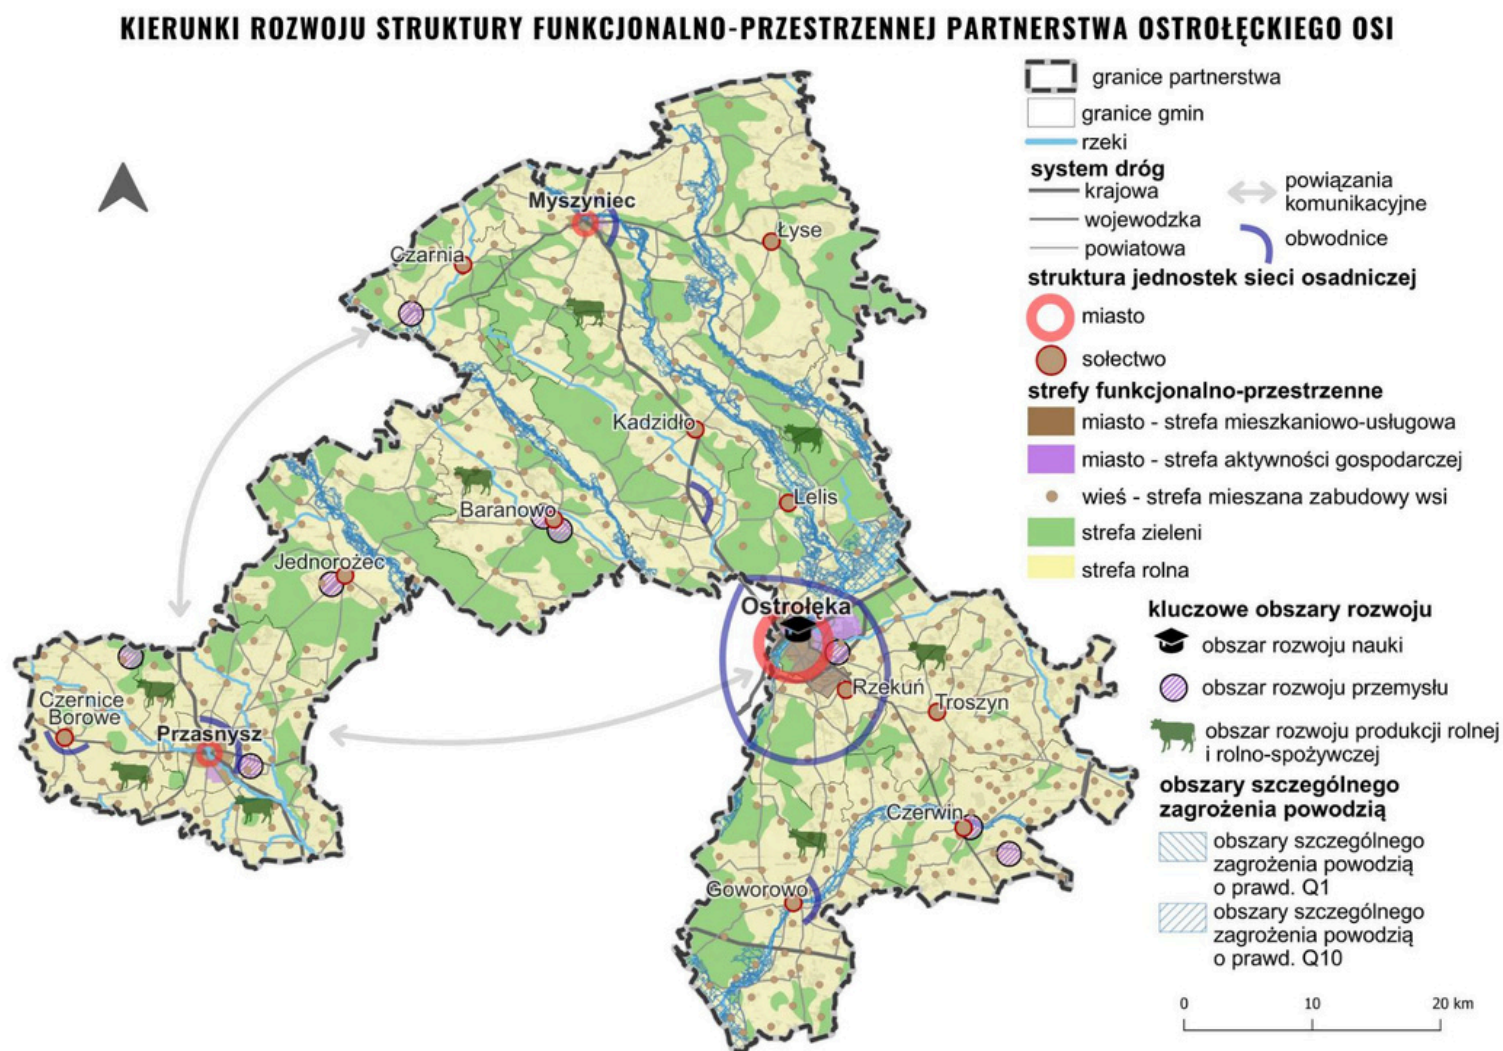 KIERUNKI ROZWOJU STRUKTURY FUNKCJONALNO-PRZESTRZENNEJ PARTNERSTWA OSTROŁĘCKIEGO OSI
granice partnerstwa
granice gmin
rzeki
system dróg
krajowa
wojewodzka
powiatowa
powiązania
komunikacyjne
obwodnice
struktura jednostek sieci osadniczej
miasto
sołectwo
strefy funkcjonalno-przestrzenne
miasto - strefa mieszkaniowo-usługowa
miasto - strefa aktywności gospodarczej
wieś - strefa mieszana zabudowy wsi
strefa zieleni
strefa rolna
kluczowe obszary rozwoju
obszar rozwoju nauki
obszar rozwoju przemysłu
obszar rozwoju produkcji rolnej
i rolno-spożywczej
obszary szczególnego
zagrożenia powodzią
obszary szczególnego
zagrożenia powodzią
o prawd. Q1
obszary szczególnego
zagrożenia powodzią
o prawd. Q10
0 10 20 km
Myszyniec
Łyse
Czarnia
Kadzidło
Lelis
Baranowo
Jednorożec
Ostrołęka
Rzekuń
Troszyn
Czernice
Borowe
Przasnysz
Czerwin
Goworowo